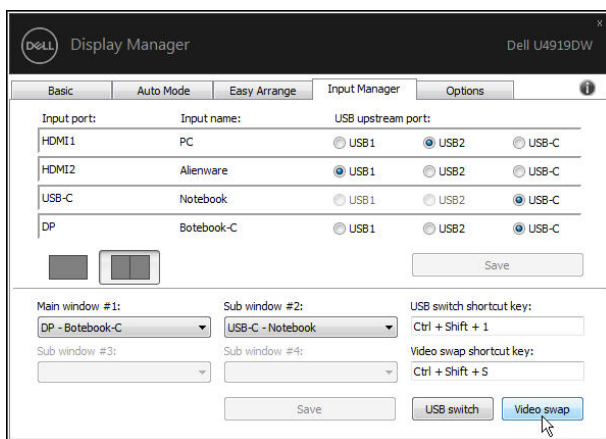 DELL Display Manager Dell U4919DW
x
Basic Auto Mode Easy Arrange Input Manager Options i
Input port: Input name: USB upstream port:
HDMI1 PC USB1 USB2 USB-C
HDMI2 Alienware USB1 USB2 USB-C
USB-C Notebook USB1 USB2 USB-C
DP Botebook-C USB1 USB2 USB-C
Save
Main window #1: Sub window #2: USB switch shortcut key:
DP - Botebook-C USB-C - Notebook Ctrl + Shift + 1
Sub window #3: Sub window #4: Video swap shortcut key:
Ctrl + Shift + S
Save USB switch Video swap